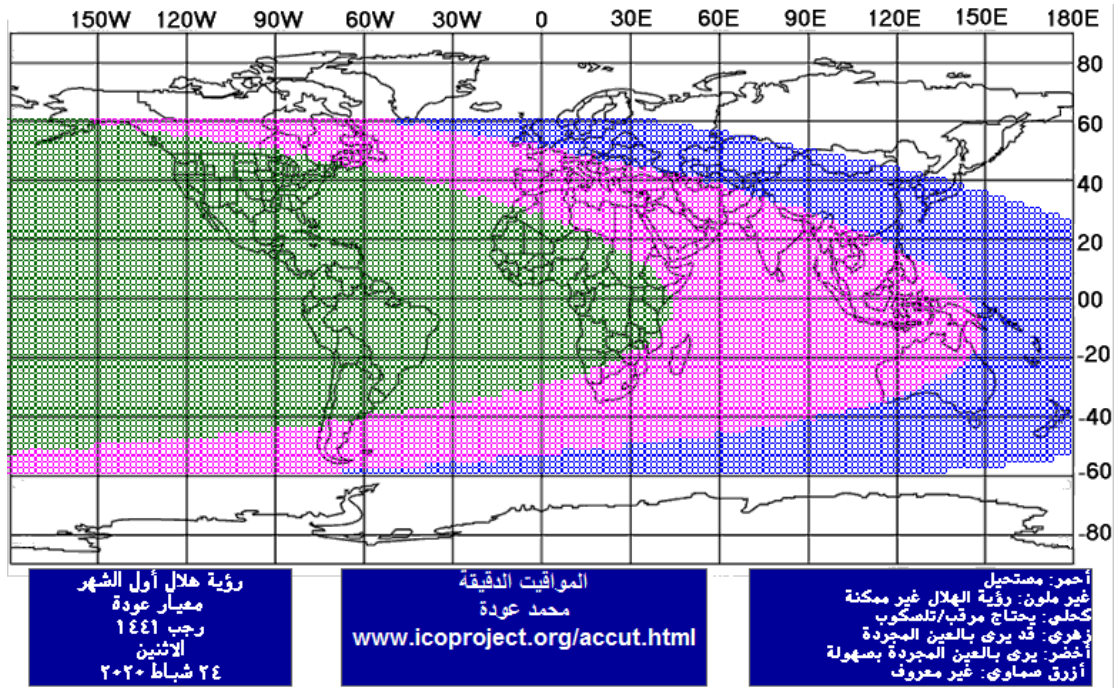 150W 120W 90W 60W 30W 0 30E 60E 90E 120E 150E 180E
80
60
40
20
00
-20
-40
-60
-80
رؤية هلال أول الشهر
معيار عودة
رجب ١٤٤١
الاثنين
٢٤ شباط ٢٠٢٠
المواقيت الدقيقة
محمد عودة
www.icoproject.org/accut.html
أحمر: مستحيل
غير ملون: رؤية الهلال غير ممكنة
كحلي: يحتاج مرقب/تلسكوب
زهري: قد يرى بالعين المجردة
أخضر: يرى بالعين المجردة بسهولة
أزرق سماوي: غير معروف